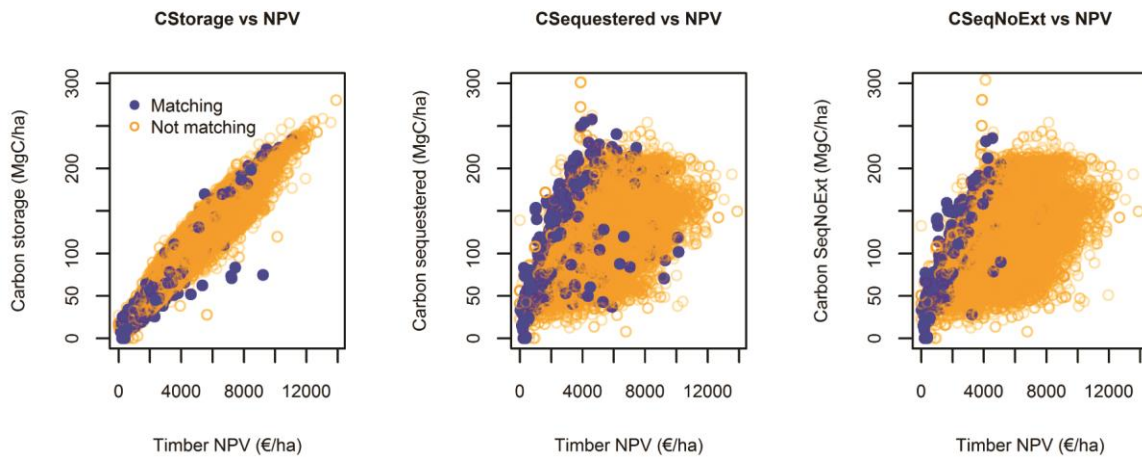 CStorage vs NPV
CSequestered vs NPV
CSeqNoExt vs NPV
Carbon storage (MgC/ha)
0
50
100
200
300
Matching
Not matching
0
4000
8000
12000
Timber NPV (€/ha)
Carbon sequestered (MgC/ha)
0
50
100
200
300
0
4000
8000
12000
Timber NPV (€/ha)
Carbon SeqNoExt (MgC/ha)
0
50
100
200
300
0
4000
8000
12000
Timber NPV (€/ha)